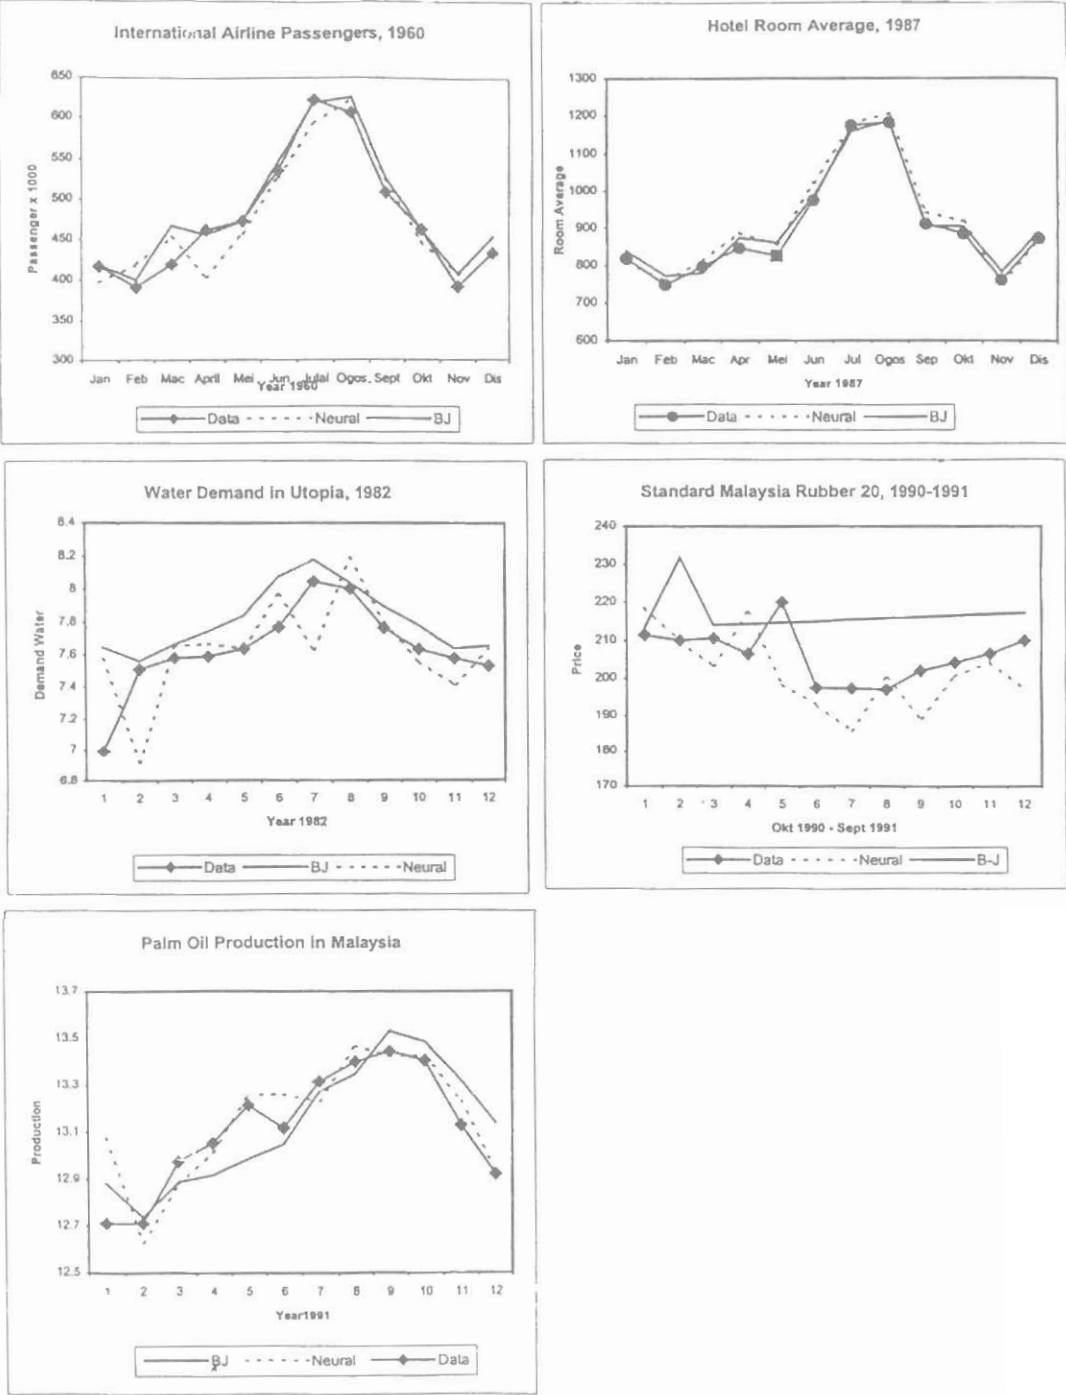 International Airline Passengers, 1960
650
600
550
500
450
400
350
300
Passenger x 1000
Jan Feb Mac April Mei Jun Julai Ogos Sept Okt Nov Dis
Year 1960
Data Neural BJ
Hotel Room Average, 1987
1300
1200
1100
1000
900
800
700
600
Room Average
Jan Feb Mac Apr Mei Jun Jul Ogos Sep Okt Nov Dis
Year 1987
Data Neural BJ
Water Demand in Utopia, 1982
8.4
8.2
8
7.8
7.6
7.4
7.2
7
6.8
Demand Water
1 2 3 4 5 6 7 8 9 10 11 12
Year 1982
Data BJ Neural
Standard Malaysia Rubber 20, 1990-1991
240
230
220
210
200
190
180
170
Price
1 2 3 4 5 6 7 8 9 10 11 12
Okt 1990 - Sept 1991
Data Neural B-J
Palm Oil Production in Malaysia
13.7
13.5
13.3
13.1
12.9
12.7
12.5
Production
1 2 3 4 5 6 7 8 9 10 11 12
Year1991
BJ Neural Data